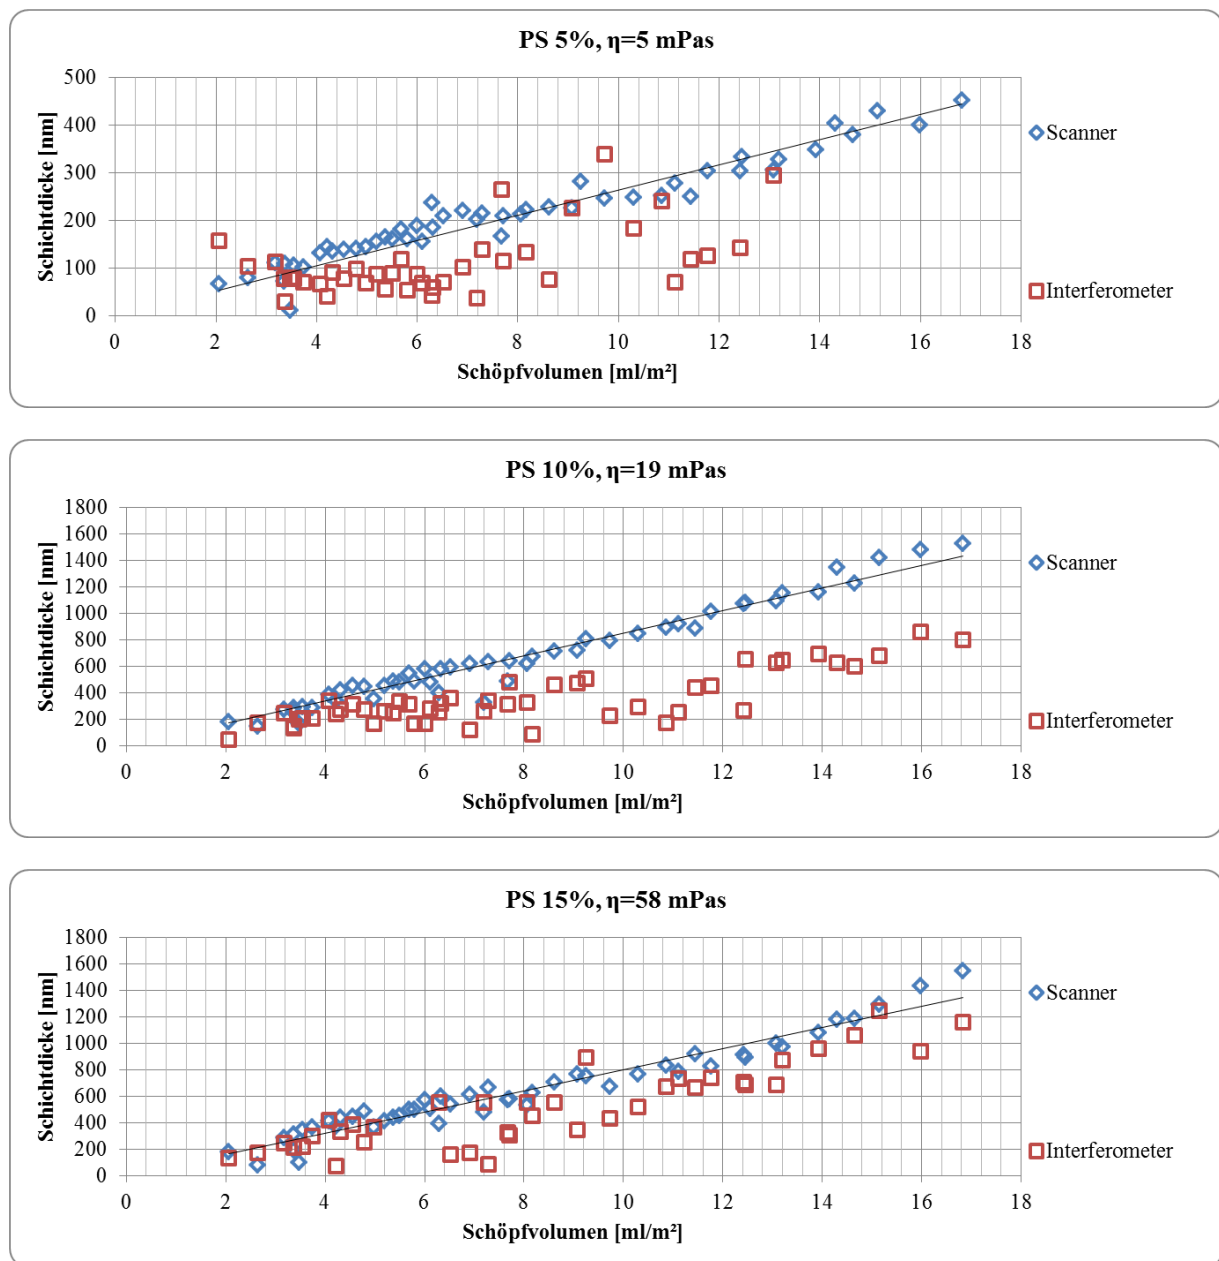 PS 5%, η=5 mPas
500
400
300
200
100
0
Schichtdicke [nm]
0 2 4 6 8 10 12 14 16 18
Schöpfvolumen [ml/m²]
Scanner
Interferometer
PS 10%, η=19 mPas
1800
1600
1400
1200
1000
800
600
400
200
0
Schichtdicke [nm]
0 2 4 6 8 10 12 14 16 18
Schöpfvolumen [ml/m²]
Scanner
Interferometer
PS 15%, η=58 mPas
1800
1600
1400
1200
1000
800
600
400
200
0
Schichtdicke [nm]
0 2 4 6 8 10 12 14 16 18
Schöpfvolumen [ml/m²]
Scanner
Interferometer